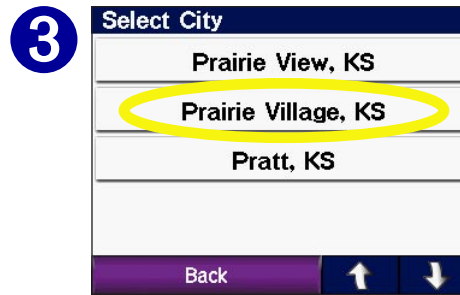 3
Select City
Prairie View, KS
Prairie Village, KS
Pratt, KS
Back